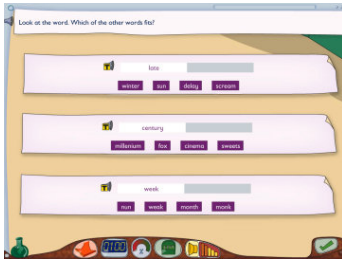 Look at the word. Which of the other words fits?
late
winter sun delay scream
century
millenium fox cinema sweets
week
nun weak month monk